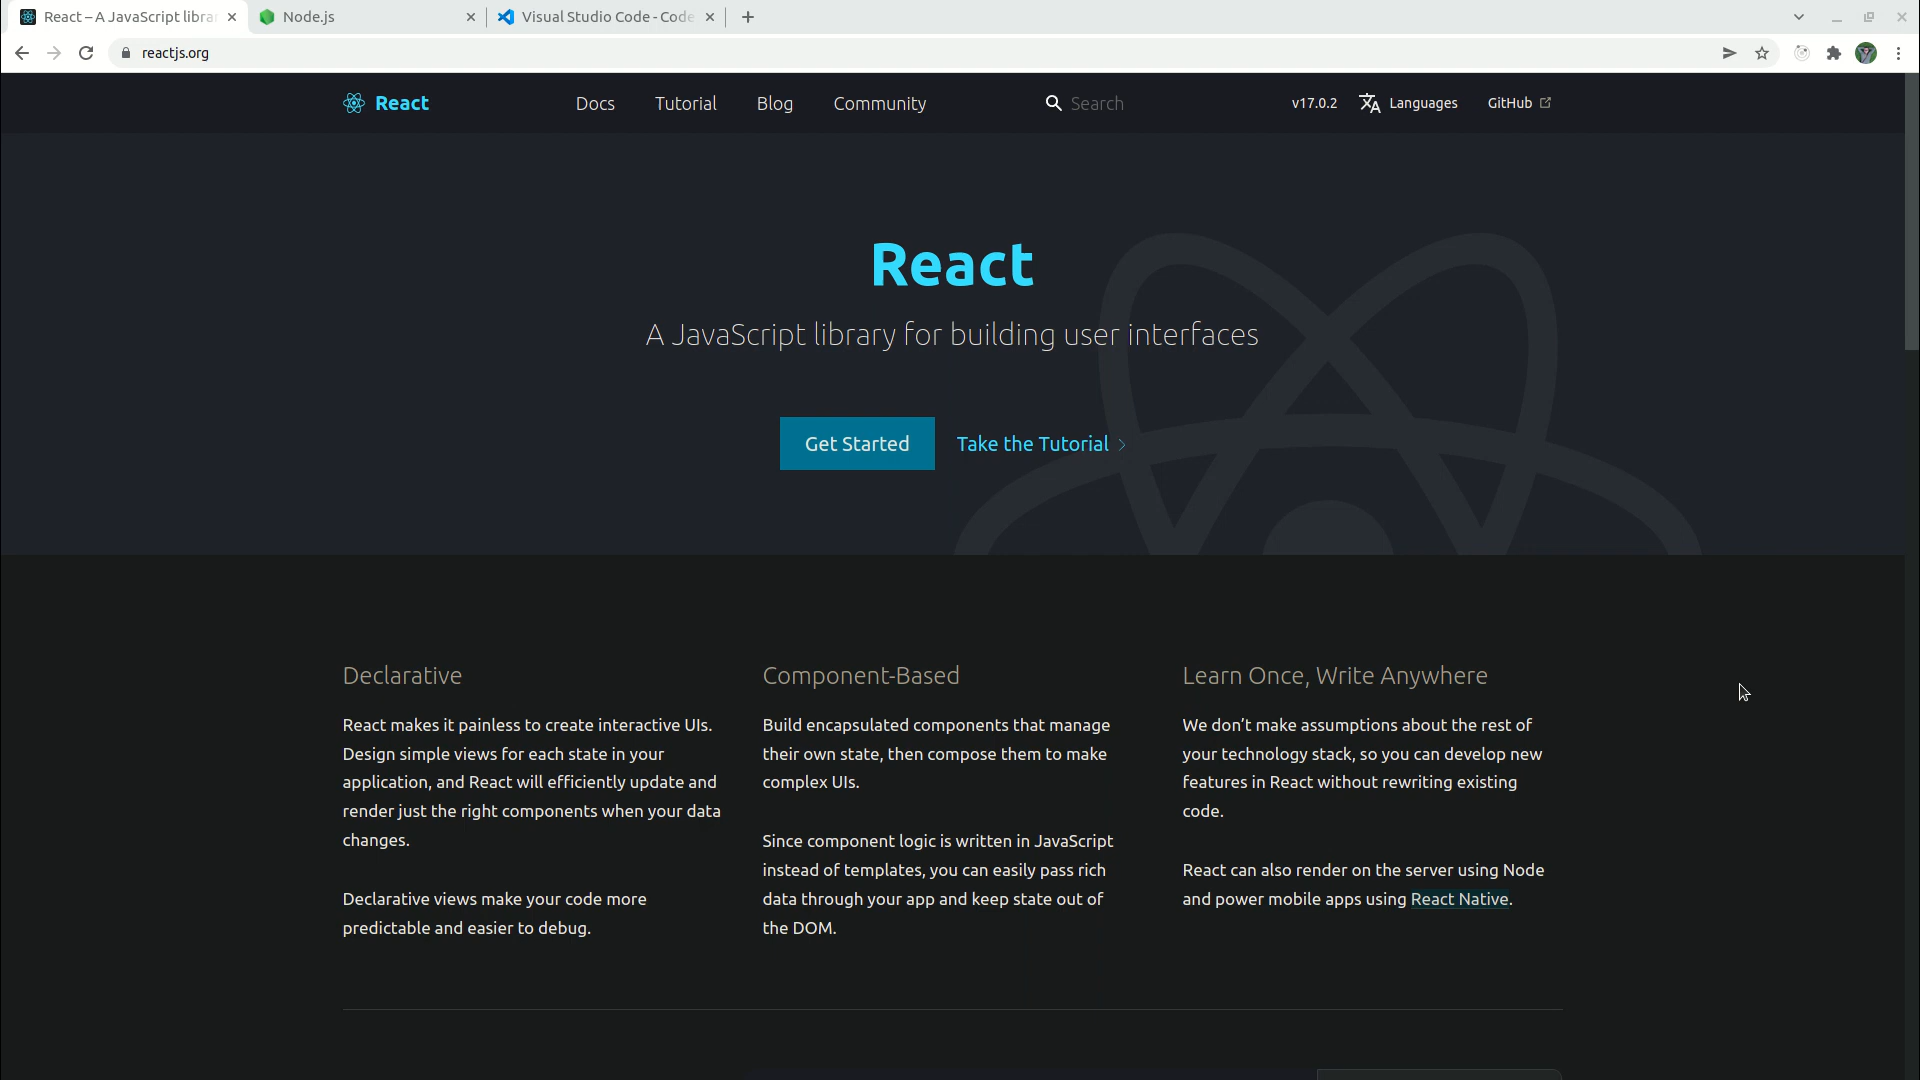 React – A JavaScript librar
Node.js
Visual Studio Code - Code
reactjs.org
React
Docs
Tutorial
Blog
Community
Search
v17.0.2
Languages
GitHub
React
A JavaScript library for building user interfaces
Get Started
Take the Tutorial
Declarative
React makes it painless to create interactive UIs.
Design simple views for each state in your
application, and React will efficiently update and
render just the right components when your data
changes.
Declarative views make your code more
predictable and easier to debug.
Component-Based
Build encapsulated components that manage
their own state, then compose them to make
complex UIs.
Since component logic is written in JavaScript
instead of templates, you can easily pass rich
data through your app and keep state out of
the DOM.
Learn Once, Write Anywhere
We don’t make assumptions about the rest of
your technology stack, so you can develop new
features in React without rewriting existing
code.
React can also render on the server using Node
and power mobile apps using React Native.